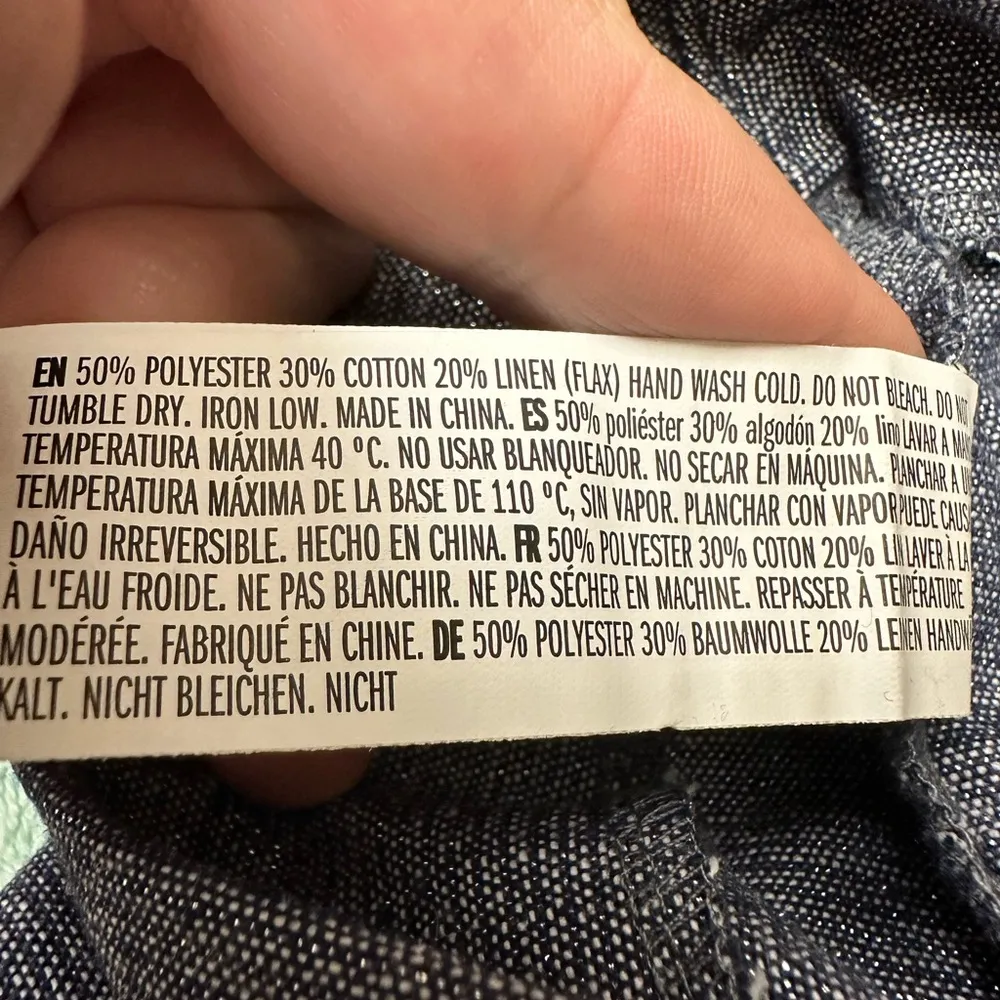 EN 50% POLYESTER 30% COTTON 20% LINEN (FLAX) HAND WASH COLD. DO NOT BLEACH. DO NOT
TUMBLE DRY. IRON LOW. MADE IN CHINA. ES 50% poliéster 30% algodón 20% lino LAVAR A
TEMPERATURA MÁXIMA 40 °C. NO USAR BLANQUEADOR. NO SECAR EN MÁQUINA. PLANCHAR A
TEMPERATURA MÁXIMA DE LA BASE DE 110 °C, SIN VAPOR. PLANCHAR CON VAPOR PUEDE
DAÑO IRREVERSIBLE. HECHO EN CHINA. FR 50% POLYESTER 30% COTON 20% LIN LAVER À LA
À L'EAU FROIDE. NE PAS BLANCHIR. NE PAS SÉCHER EN MACHINE. REPASSER À TEMPÉRATURE
MODÉRÉE. FABRIQUÉ EN CHINE. DE 50% POLYESTER 30% BAUMWOLLE 20% LEINEN
KALT. NICHT BLEICHEN. NICHT